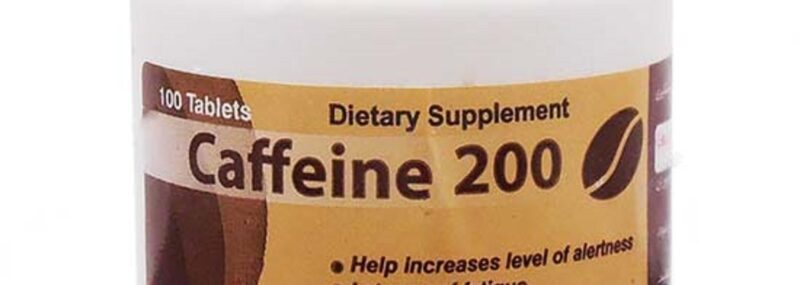 100 Tablets
Dietary Supplement
Caffeine 200
• Help increases level of alertness